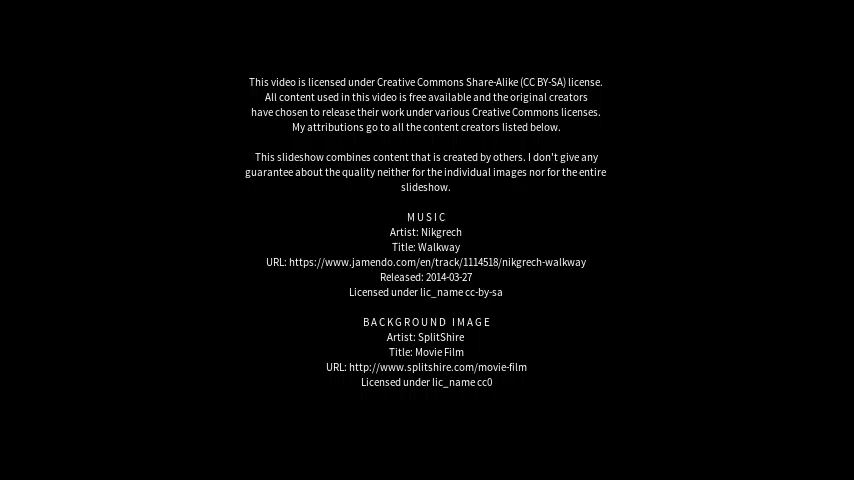 This video is licensed under Creative Commons Share-Alike (CC BY-SA) license.
All content used in this video is free available and the original creators
have chosen to release their work under various Creative Commons licenses.
My attributions go to all the content creators listed below.
This slideshow combines content that is created by others. I don't give any
guarantee about the quality neither for the individual images nor for the entire
slideshow.
MUSIC
Artist: Nikgrech
Title: Walkway
URL: https://www.jamendo.com/en/track/1114518/nikgrech-walkway
Released: 2014-03-27
Licensed under lic_name cc-by-sa
BACKGROUND IMAGE
Artist: SplitShire
Title: Movie Film
URL: http://www.splitshire.com/movie-film
Licensed under lic_name cc0